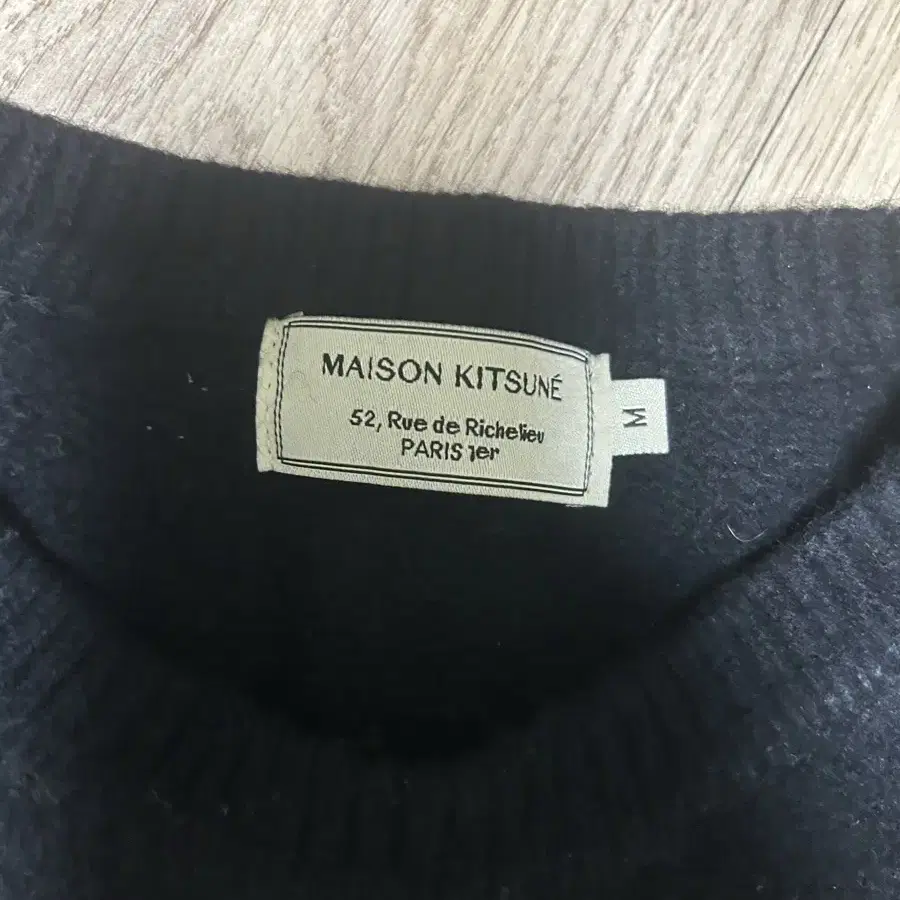 MAISON KITSUNÉ
52, Rue de Richelieu
PARIS 1er
M